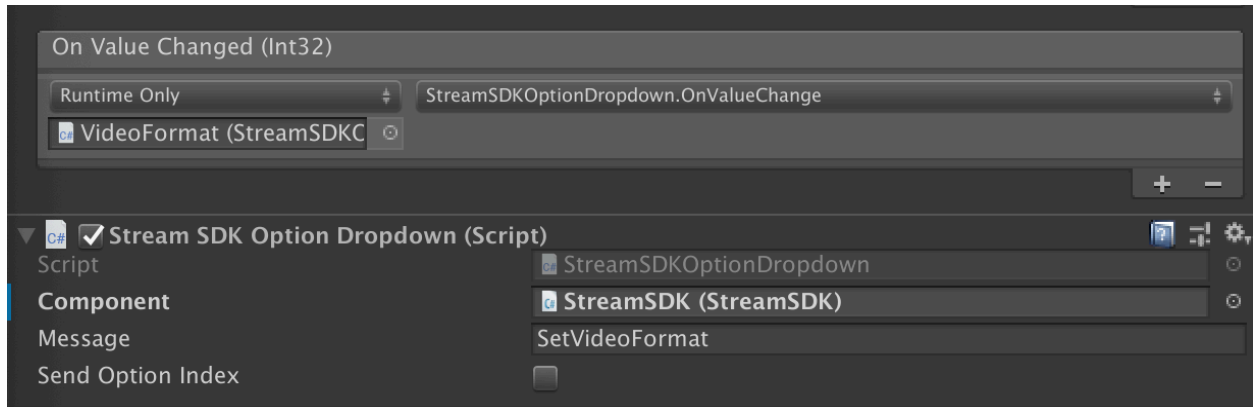 On Value Changed (Int32)
Runtime Only StreamSDKOptionDropdown.OnValueChange
VideoFormat (StreamSDKC
+ −
Stream SDK Option Dropdown (Script)
Script StreamSDKOptionDropdown
Component StreamSDK (StreamSDK)
Message SetVideoFormat
Send Option Index